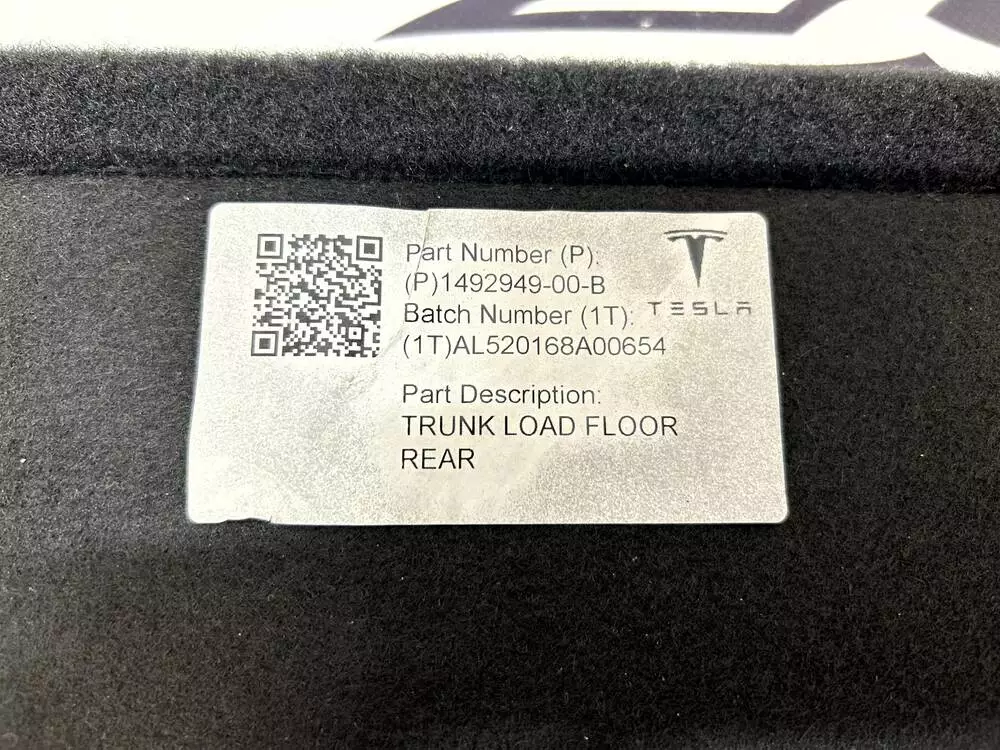 Part Number (P):
(P)1492949-00-B
Batch Number (1T):
(1T)AL520168A00654
TESLA
Part Description:
TRUNK LOAD FLOOR
REAR